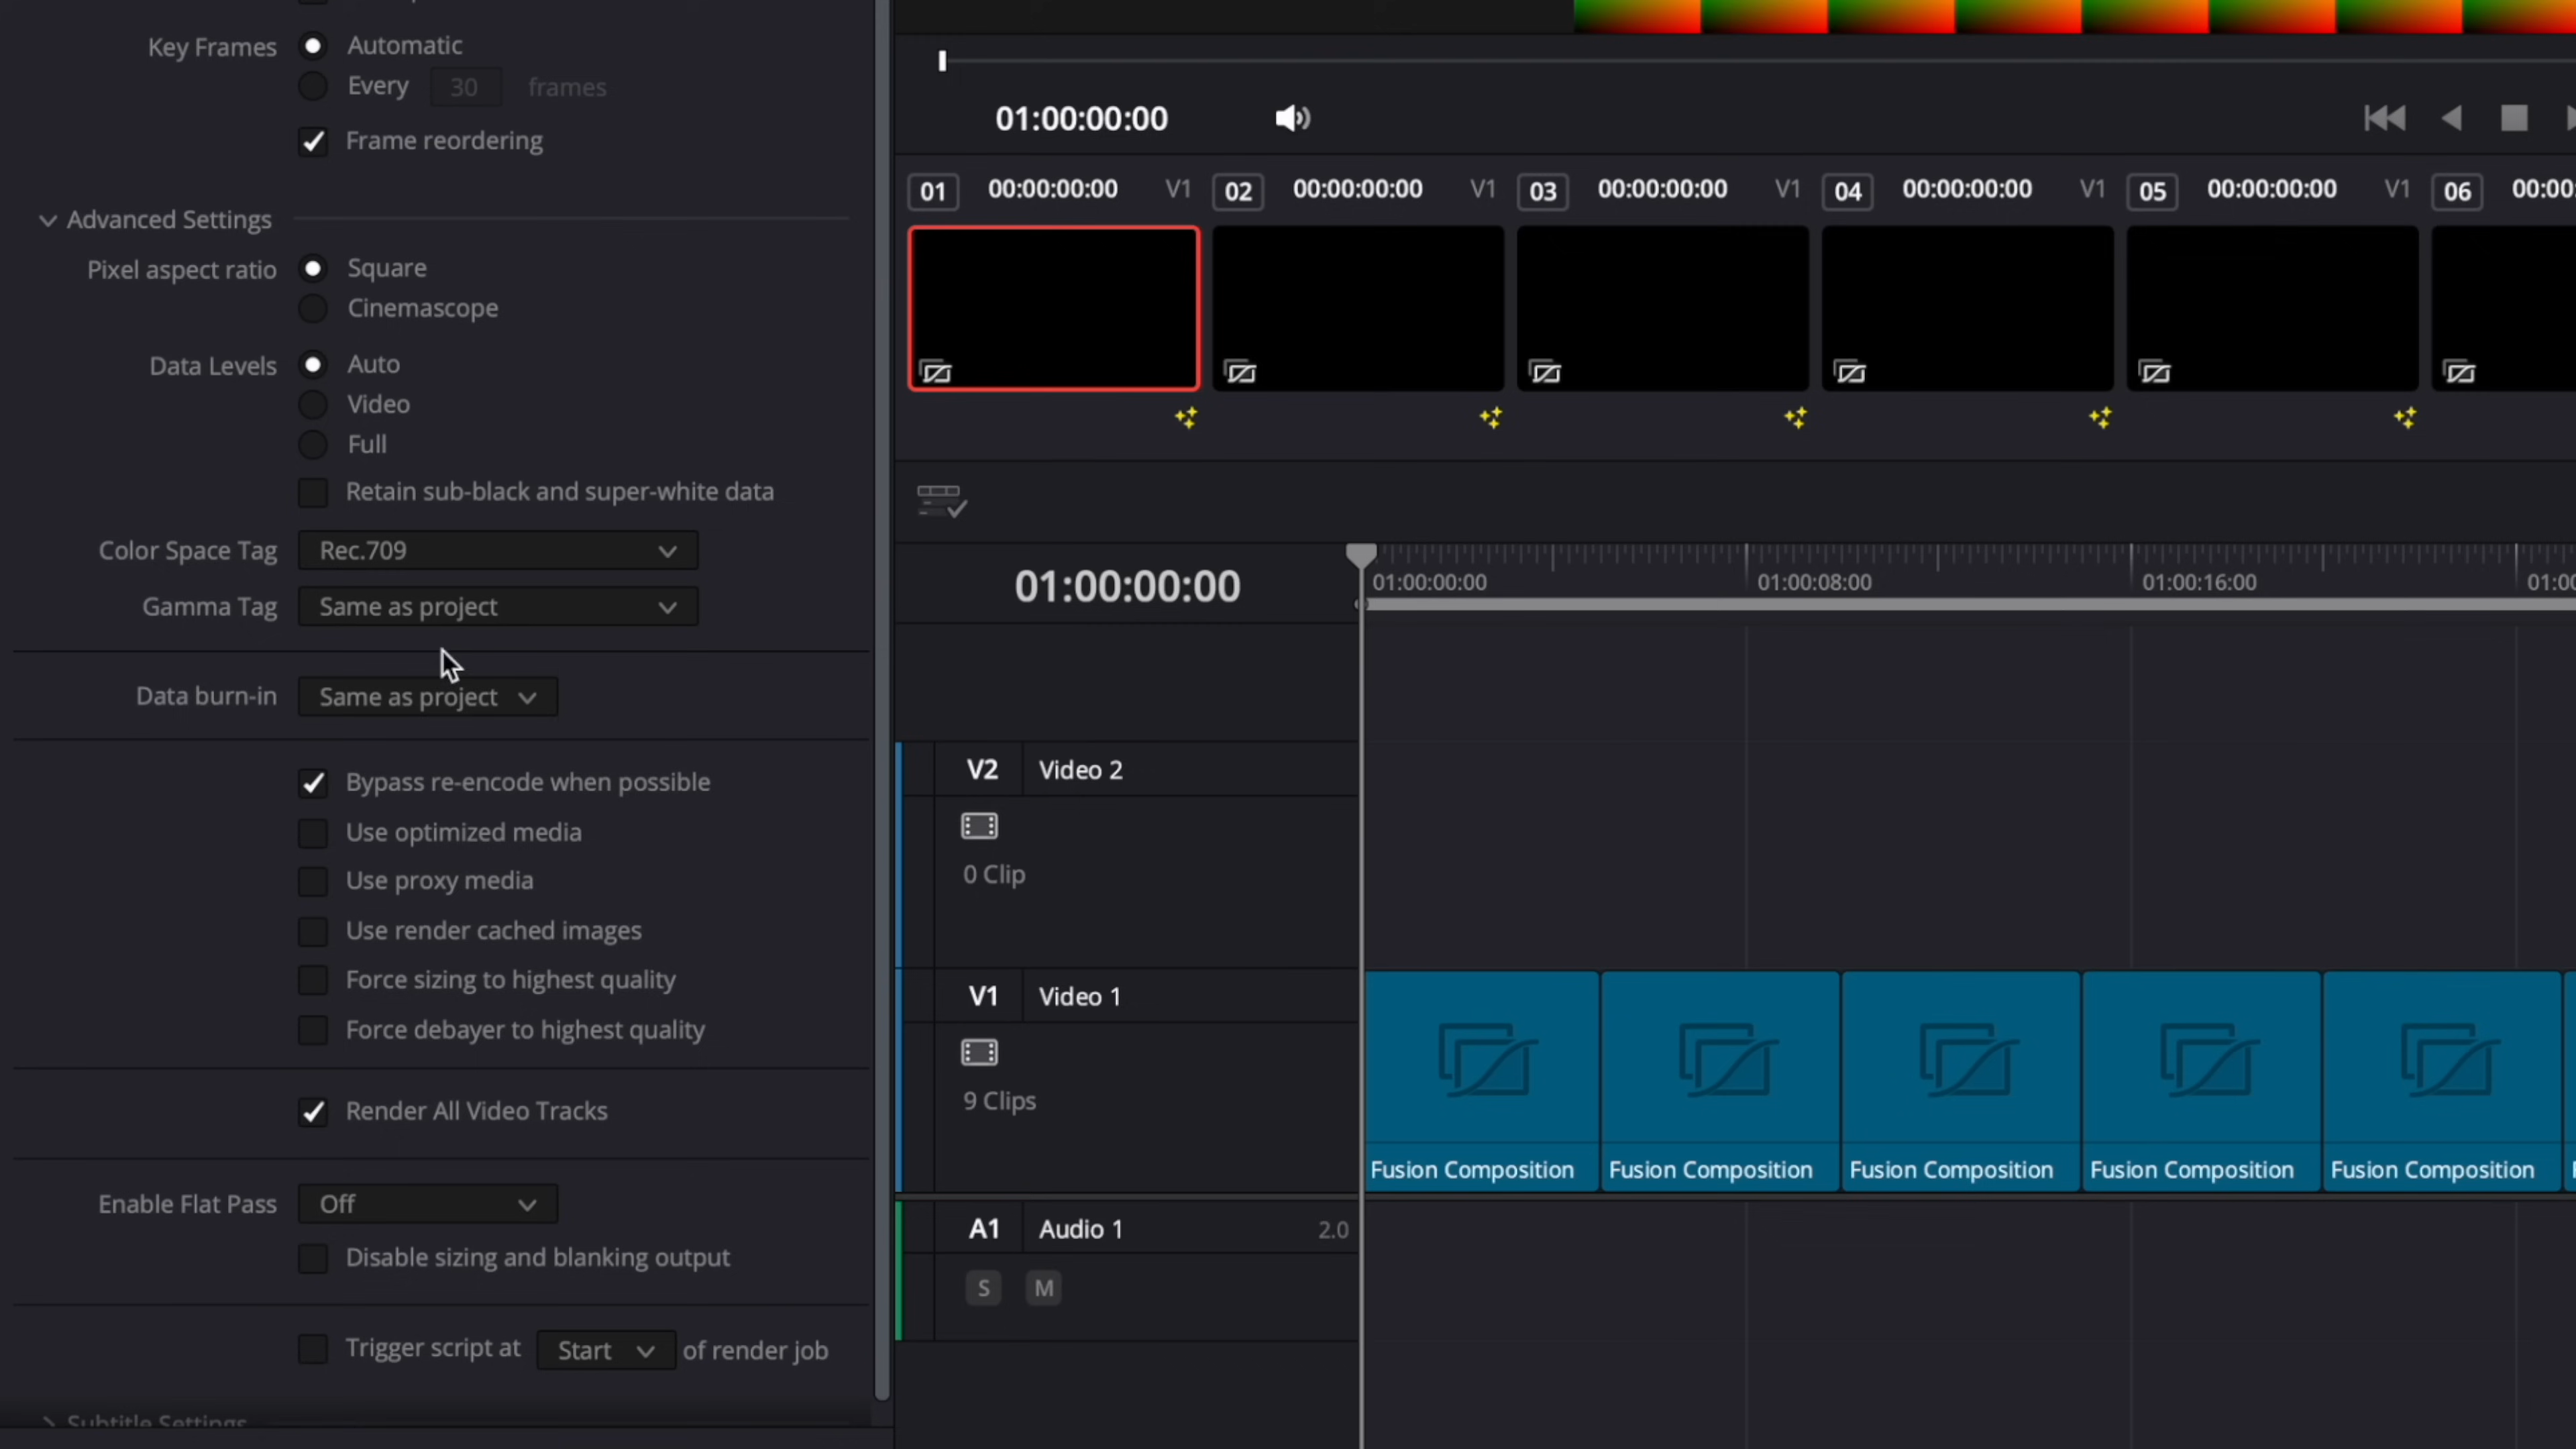 Key Frames Automatic
Every 30 frames
Frame reordering
Advanced Settings
Pixel aspect ratio Square
Cinemascope
Data Levels Auto
Video
Full
Retain sub-black and super-white data
Color Space Tag Rec.709
Gamma Tag Same as project
Data burn-in Same as project
Bypass re-encode when possible
Use optimized media
Use proxy media
Use render cached images
Force sizing to highest quality
Force debayer to highest quality
Render All Video Tracks
Enable Flat Pass Off
Disable sizing and blanking output
Trigger script at Start of render job
Subtitle Settings
01:00:00:00
01 00:00:00:00 V1 02 00:00:00:00 V1 03 00:00:00:00 V1 04 00:00:00:00 V1 05 00:00:00:00 V1 06 00:00
01:00:00:00
01:00:00:00 01:00:08:00 01:00:16:00 01:00
V2 Video 2
0 Clip
V1 Video 1
9 Clips
Fusion Composition Fusion Composition Fusion Composition Fusion Composition Fusion Composition
A1 Audio 1 2.0
S M